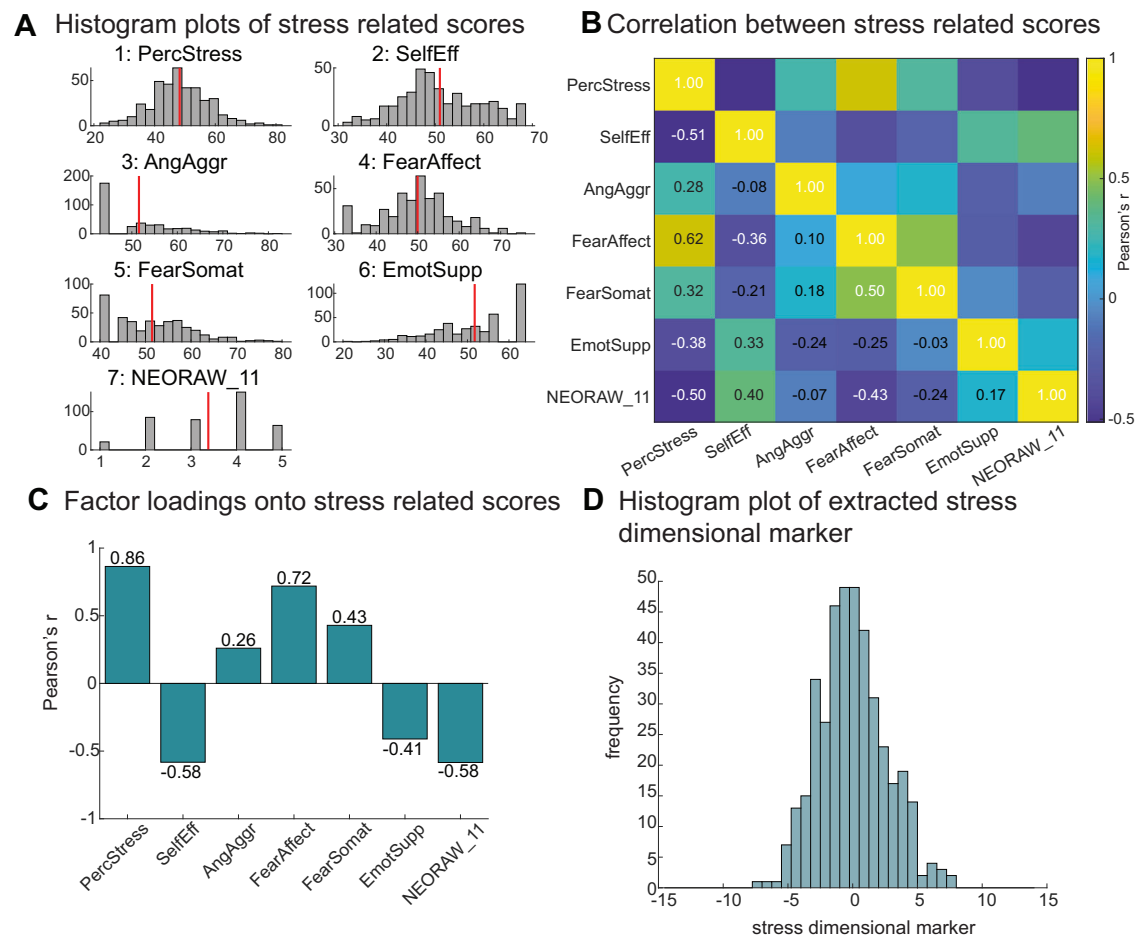 A Histogram plots of stress related scores
1: PercStress
50
0
20 40 60 80
2: SelfEff
50
0
30 40 50 60 70
3: AngAggr
200
100
0
50 60 70 80
4: FearAffect
50
0
30 40 50 60 70
5: FearSomat
100
50
0
40 50 60 70 80
6: EmotSupp
100
50
0
20 30 40 50 60
7: NEORAW_11
100
0
1 2 3 4 5
B Correlation between stress related scores
PercStress 1.00
SelfEff -0.51 1.00
AngAggr 0.28 -0.08 1.00
FearAffect 0.62 -0.36 0.10 1.00
FearSomat 0.32 -0.21 0.18 0.50 1.00
EmotSupp -0.38 0.33 -0.24 -0.25 -0.03 1.00
NEORAW_11 -0.50 0.40 -0.07 -0.43 -0.24 0.17 1.00
PercStress SelfEff AngAggr FearAffect FearSomat EmotSupp NEORAW_11
1
0.5
0
-0.5
Pearson's r
C Factor loadings onto stress related scores
Pearson's r
1
0.5
0
-0.5
-1
0.86
-0.58
0.26
0.72
0.43
-0.41
-0.58
PercStress SelfEff AngAggr FearAffect FearSomat EmotSupp NEORAW_11
D Histogram plot of extracted stress
dimensional marker
frequency
50
45
40
35
30
25
20
15
10
5
0
-15 -10 -5 0 5 10 15
stress dimensional marker